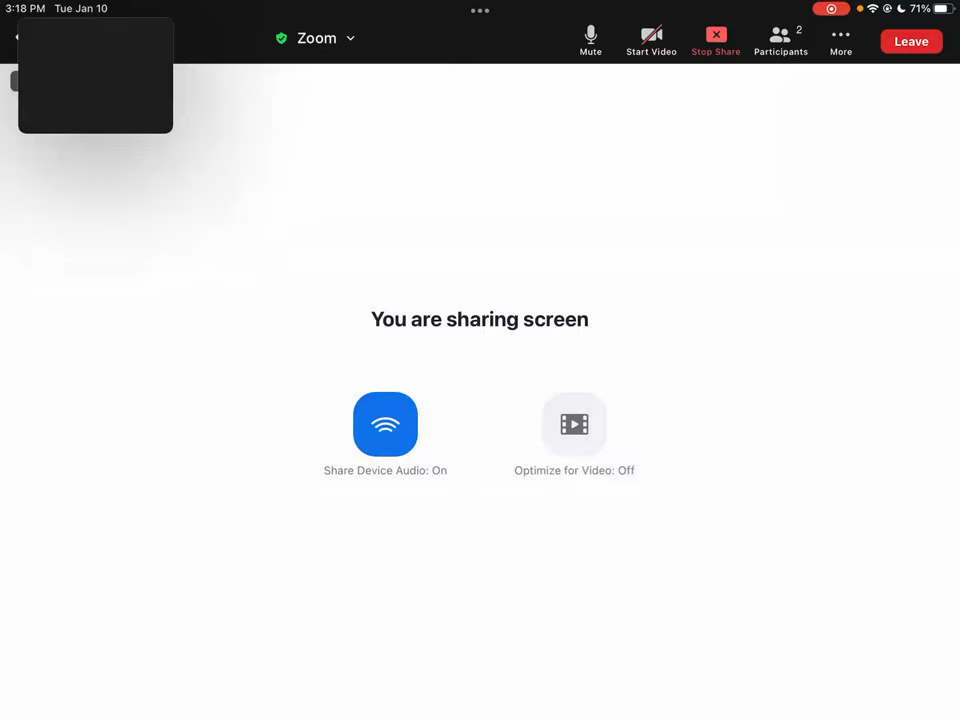 3:18 PM Tue Jan 10
71%
Zoom
Mute
Start Video
Stop Share
Participants
2
More
Leave
You are sharing screen
Share Device Audio: On
Optimize for Video: Off